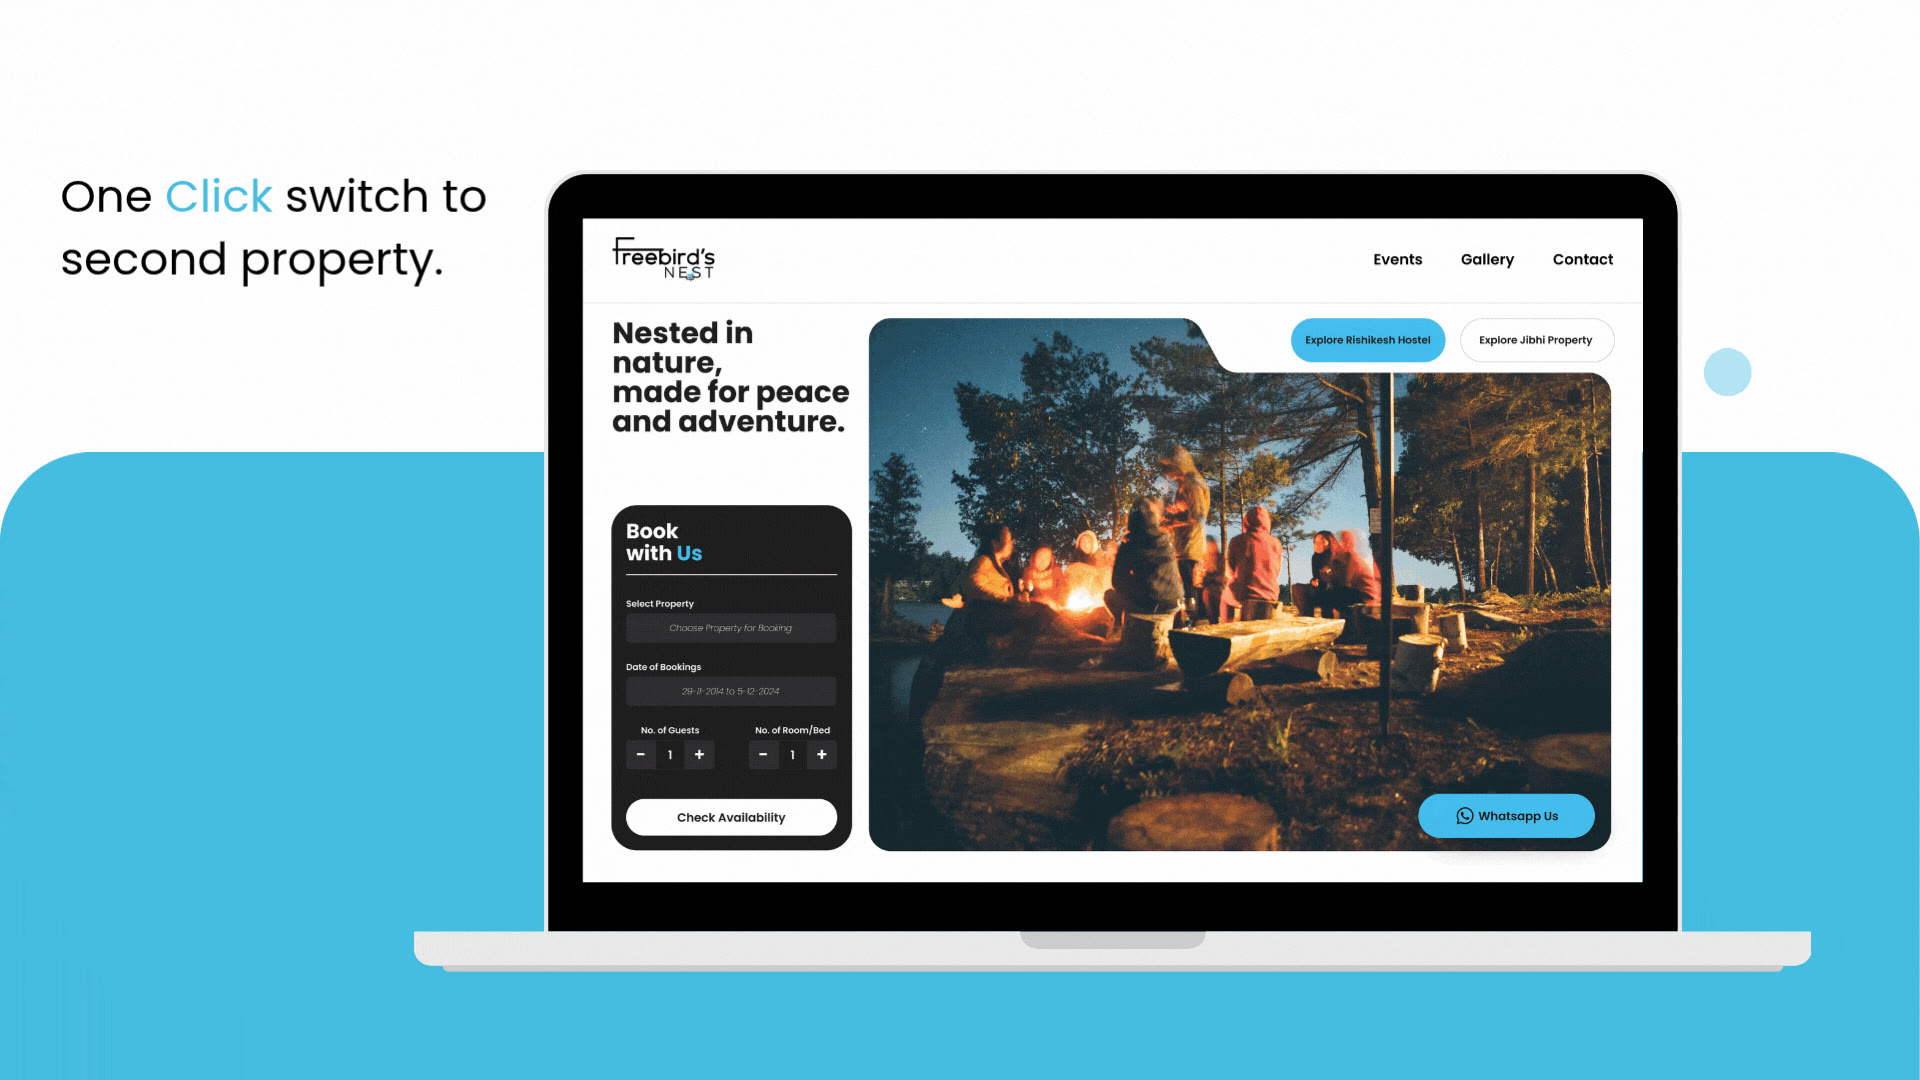 One Click switch to
second property.
Freebird's
NEST
Events Gallery Contact
Nested in
nature,
made for peace
and adventure.
Explore Rishikesh Hostel
Explore Jibhi Property
Book
with Us
Select Property
Choose Property for Booking
Date of Bookings
29-11-2014 to 5-12-2024
No. of Guests No. of Room/Bed
- 1 + - 1 +
Check Availability
Whatsapp Us